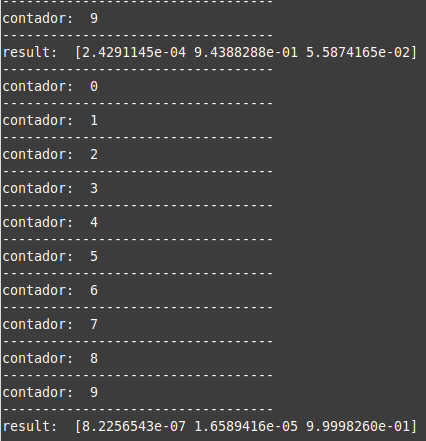 ----------------------------------
contador:  9
----------------------------------
result:  [2.4291145e-04 9.4388288e-01 5.5874165e-02]
----------------------------------
contador:  0
----------------------------------
contador:  1
----------------------------------
contador:  2
----------------------------------
contador:  3
----------------------------------
contador:  4
----------------------------------
contador:  5
----------------------------------
contador:  6
----------------------------------
contador:  7
----------------------------------
contador:  8
----------------------------------
contador:  9
----------------------------------
result:  [8.2256543e-07 1.6589416e-05 9.9998260e-01]